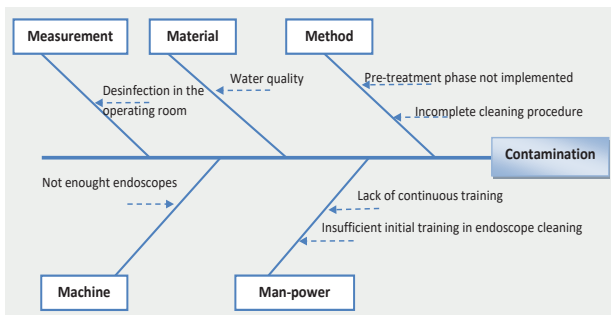 Measurement
Material
Method
Desinfection in the
operating room
Water quality
Pre-treatment phase not implemented
Incomplete cleaning procedure
Contamination
Not enought endoscopes
Lack of continuous training
Insufficient initial training in endoscope cleaning
Machine
Man-power